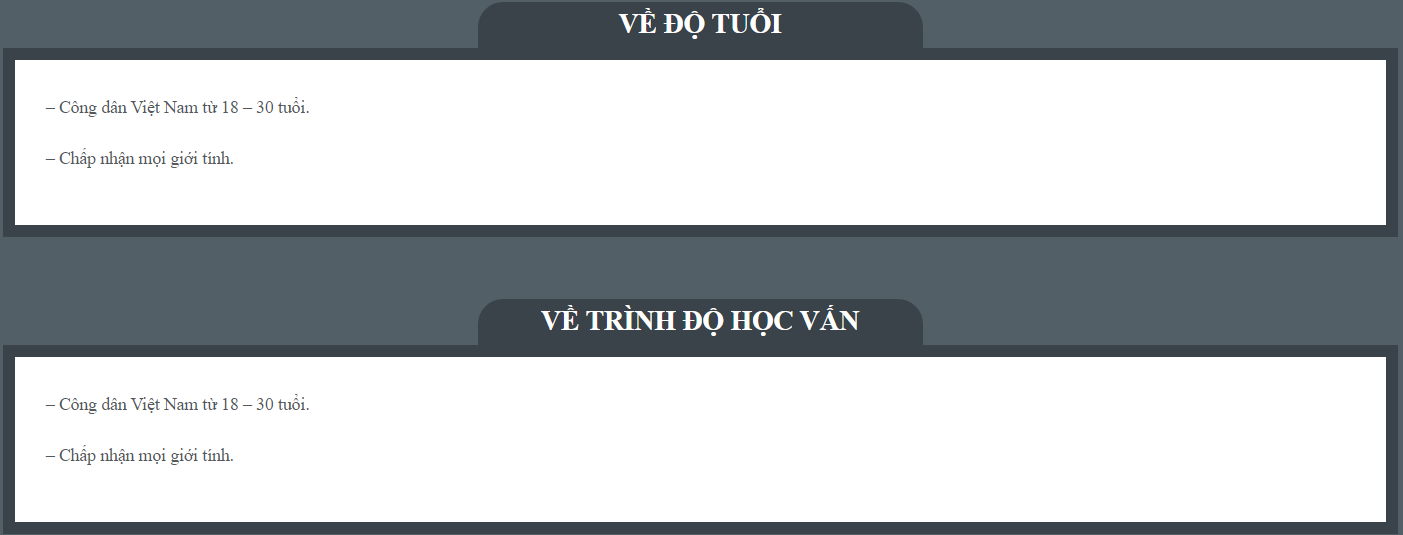 VỀ ĐỘ TUỔI
– Công dân Việt Nam từ 18 – 30 tuổi.
– Chấp nhận mọi giới tính.
VỀ TRÌNH ĐỘ HỌC VẤN
– Công dân Việt Nam từ 18 – 30 tuổi.
– Chấp nhận mọi giới tính.